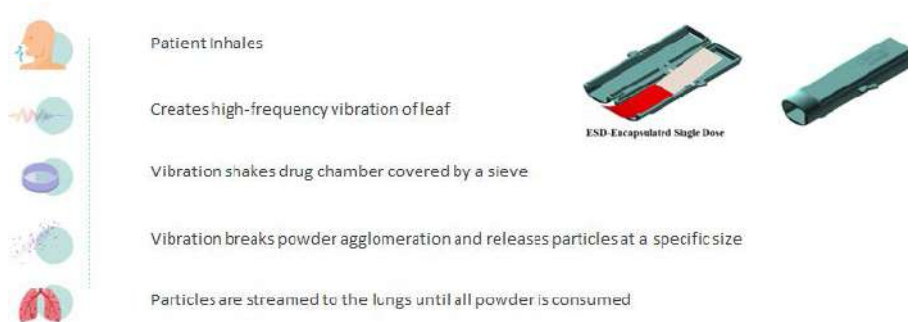 Patient Inhales
Creates high-frequency vibration of leaf
ESD-Encapsulated Single Dose
Vibration shakes drug chamber covered by a sieve
Vibration breaks powder agglomeration and releases particles at a specific size
Particles are streamed to the lungs until all powder is consumed